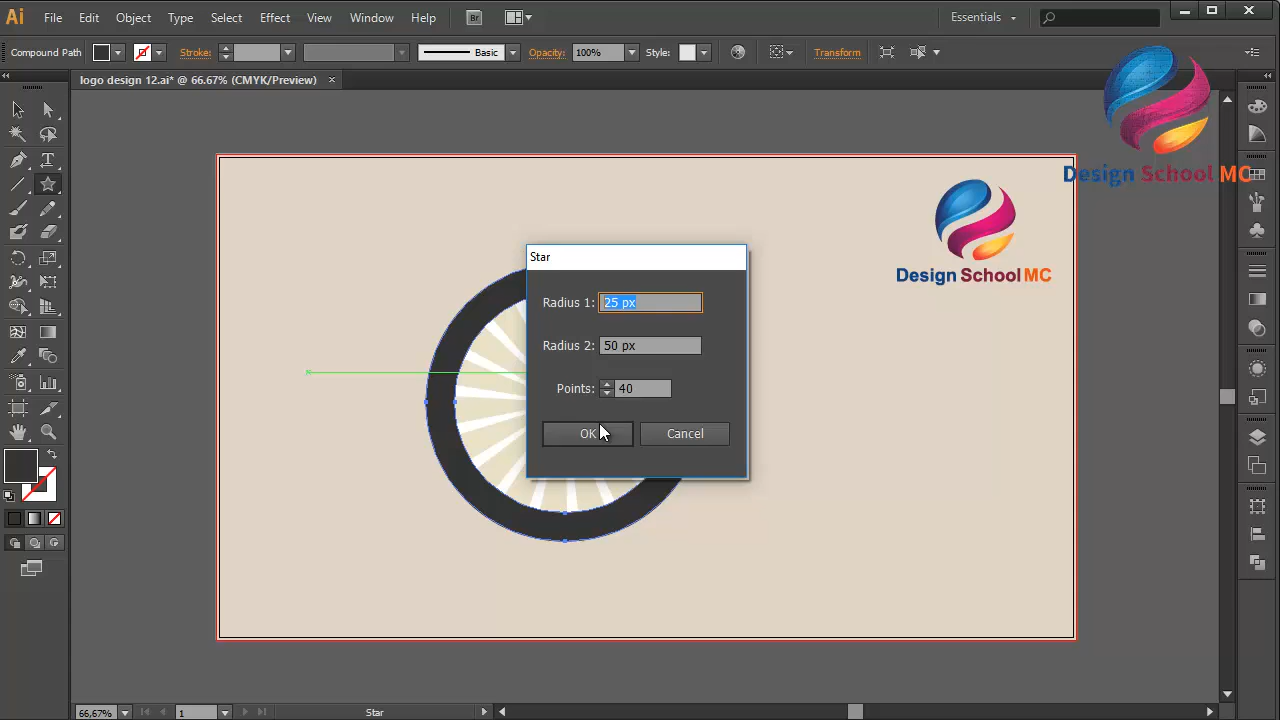 Ai File Edit Object Type Select Effect View Window Help Br Essentials
Compound Path Stroke: Basic Opacity: 100% Style: Transform
logo design 12.ai* @ 66.67% (CMYK/Preview) ×
Design School MC
Design School MC
Star
Radius 1: 25 px
Radius 2: 50 px
Points: 40
OK Cancel
66,67% 1 Star